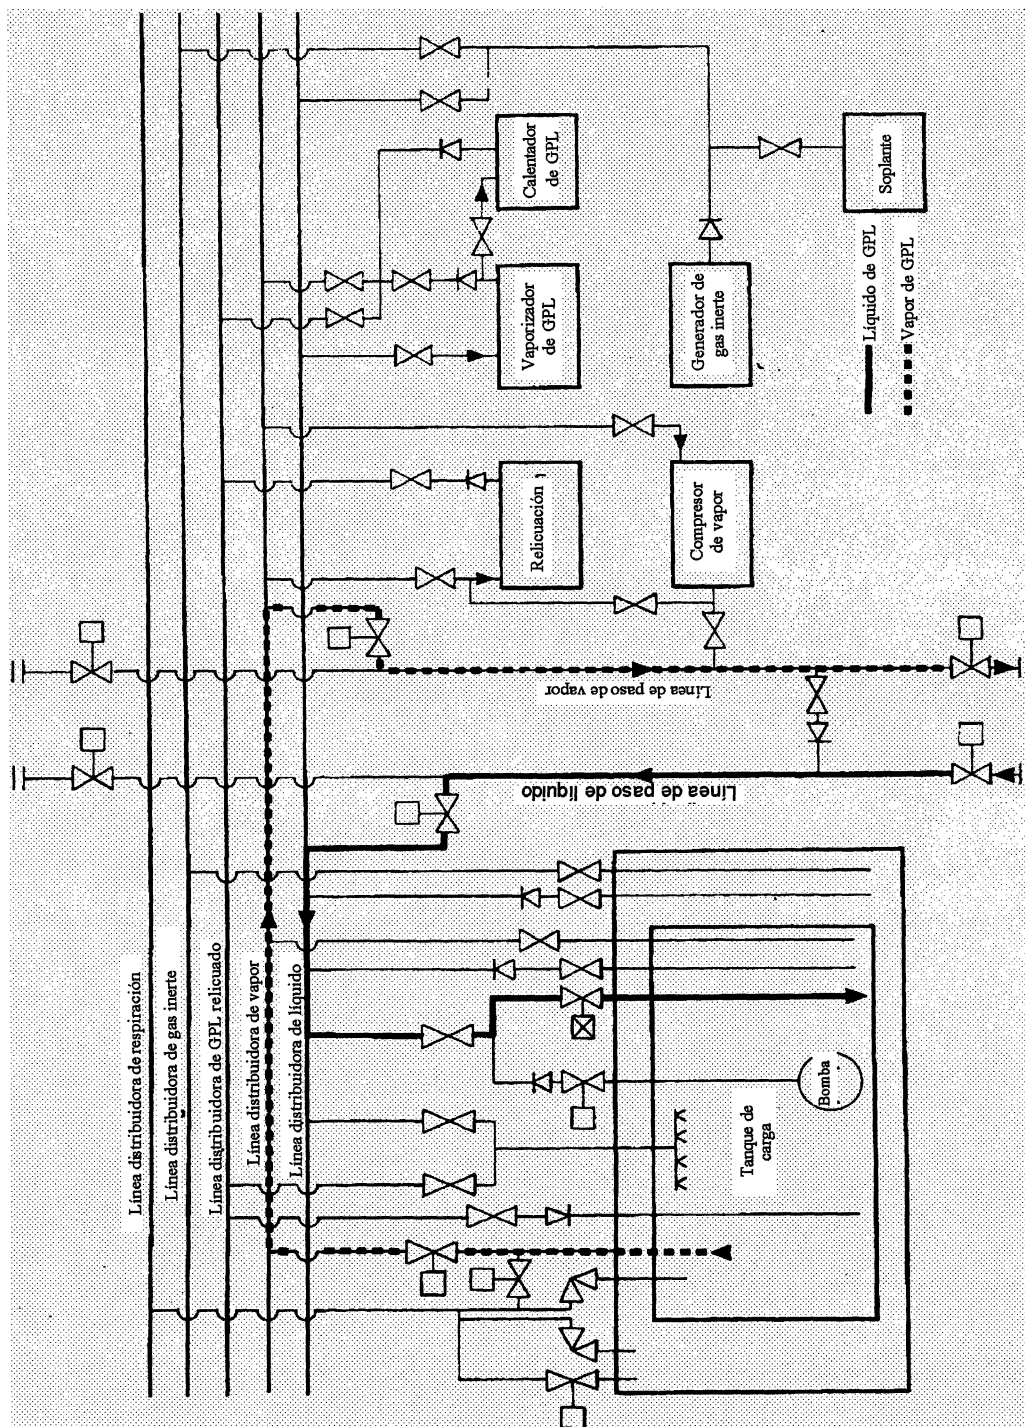 Línea distribuidora de respiración
Línea distribuidora de gas inerte
Línea distribuidora de GPL relicuado
Línea distribuidora de vapor
Línea distribuidora de líquido
Línea de paso de líquido
Línea de paso de vapor
Tanque de
carga
Bomba
Relicuación
Compresor
de vapor
Vaporizador
de GPL
Calentador
de GPL
Generador de
gas inerte
Soplante
Líquido de GPL
Vapor de GPL